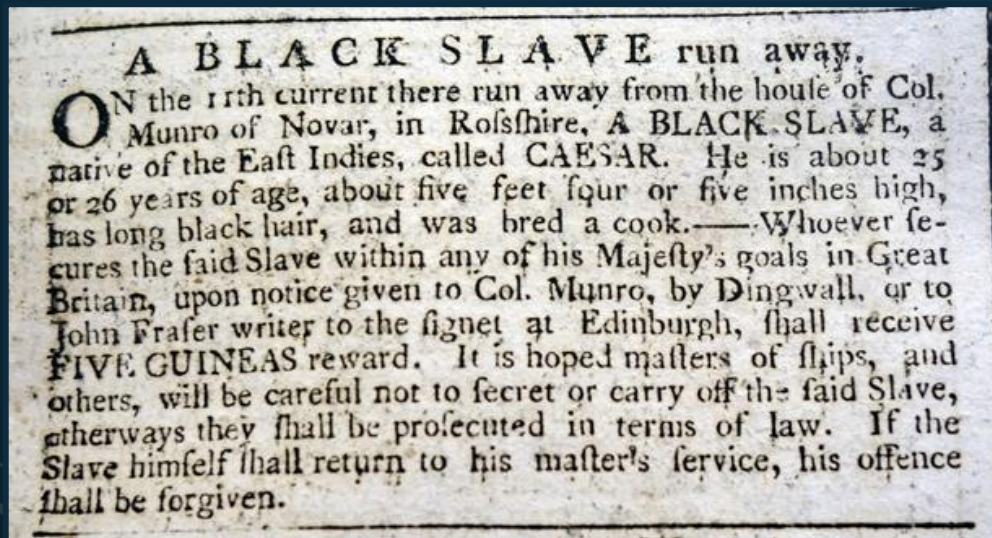 A BLACK SLAVE run away.
ON the 11th current there run away from the houſe of Col.
Munro of Novar, in Roſsſhire, A BLACK SLAVE, a
native of the Eaſt Indies, called CAESAR. He is about 25
or 26 years of age, about five feet four or five inches high,
has long black hair, and was bred a cook.——Whoever ſe-
cures the ſaid Slave within any of his Majeſty's goals in Great
Britain, upon notice given to Col. Munro, by Dingwall, or to
John Fraſer writer to the ſignet at Edinburgh, ſhall receive
FIVE GUINEAS reward. It is hoped maſters of ſhips, and
others, will be careful not to ſecret or carry off the ſaid Slave,
otherways they ſhall be proſecuted in terms of law. If the
Slave himſelf ſhall return to his maſter's ſervice, his offence
ſhall be forgiven.